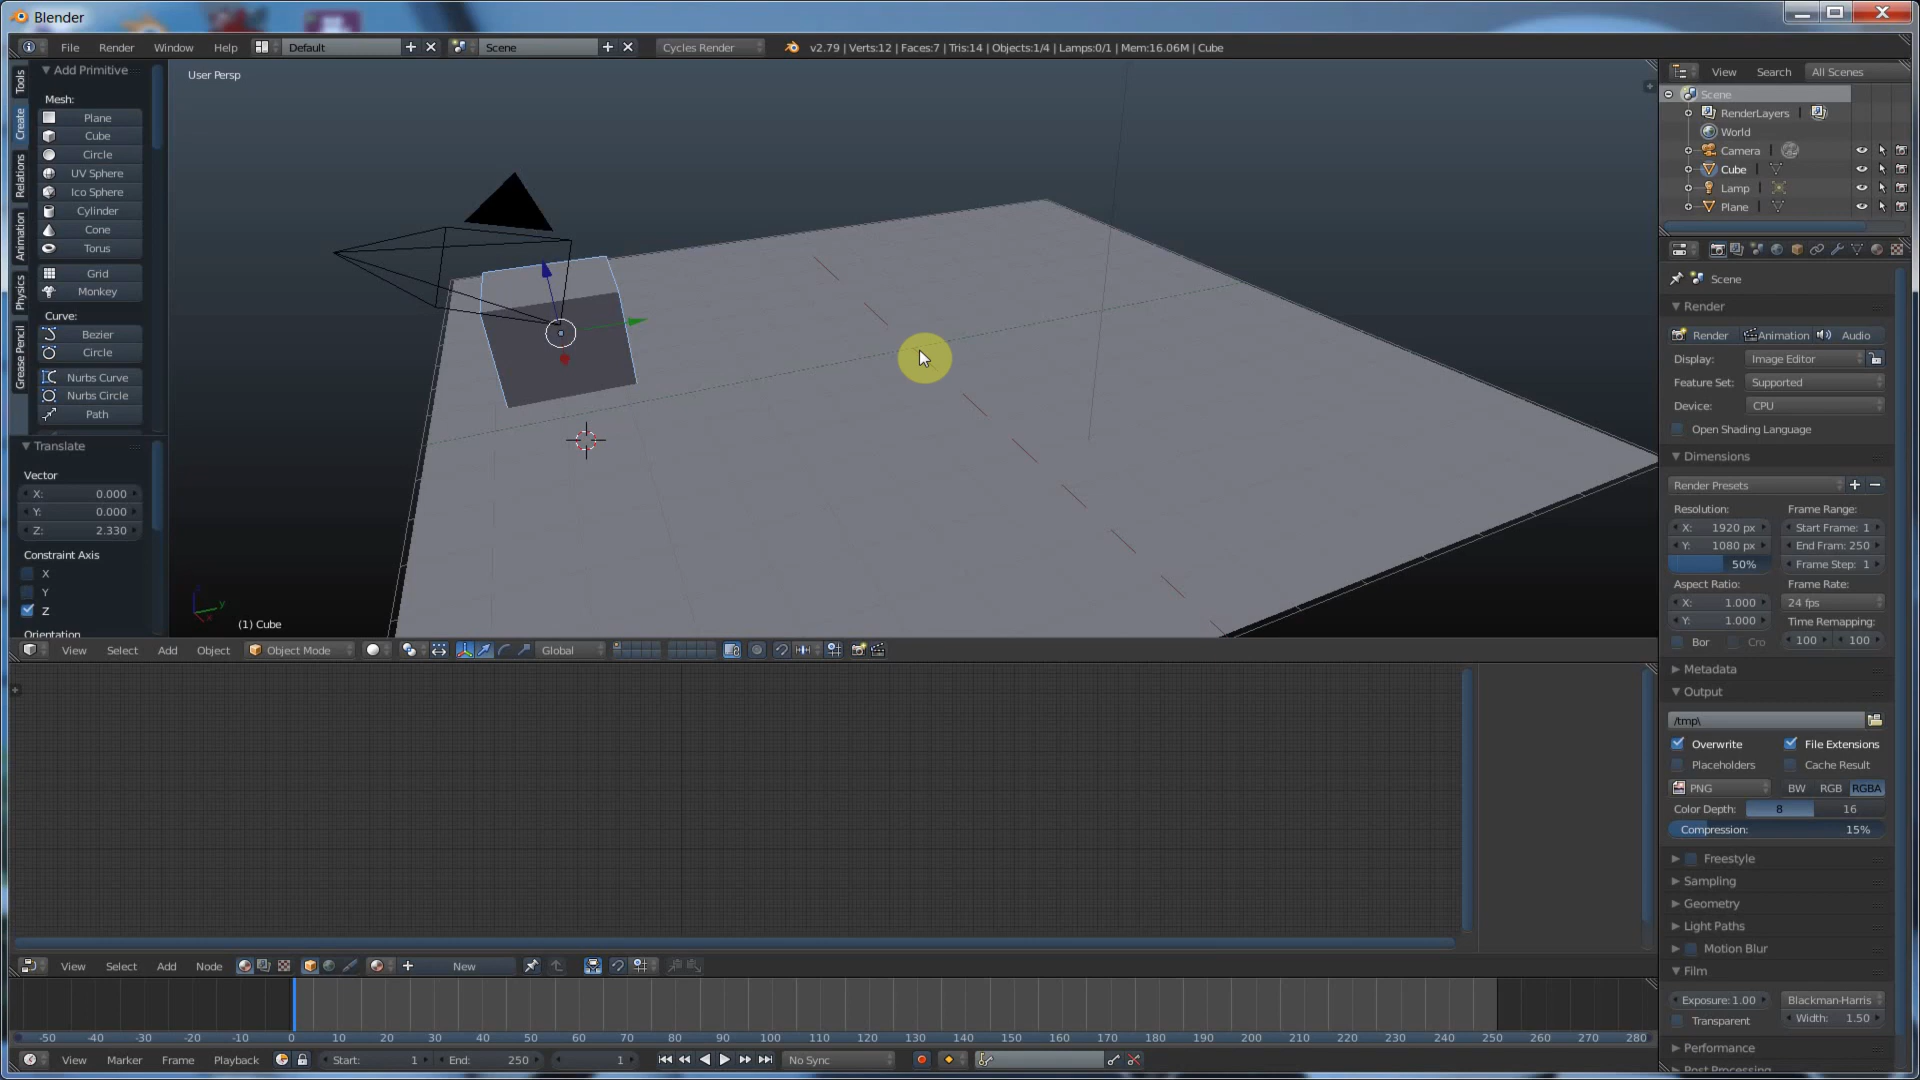 Blender
File Render Window Help Default Scene Cycles Render v2.79 | Verts:12 | Faces:7 | Tris:14 | Objects:1/4 | Lamps:0/1 | Mem:16.06M | Cube
Tools
Create
Relations
Animation
Physics
Grease Pencil
Add Primitive
Mesh:
Plane
Cube
Circle
UV Sphere
Ico Sphere
Cylinder
Cone
Torus
Grid
Monkey
Curve:
Bezier
Circle
Nurbs Curve
Nurbs Circle
Path
Translate
Vector
X: 0.000
Y: 0.000
Z: 2.330
Constraint Axis
X
Y
Z
Orientation
User Persp
(1) Cube
View Select Add Object Object Mode Global
View Search All Scenes
Scene
RenderLayers
World
Camera
Cube
Lamp
Plane
Scene
Render
Render Animation Audio
Display: Image Editor
Feature Set: Supported
Device: CPU
Open Shading Language
Dimensions
Render Presets
Resolution: Frame Range:
X: 1920 px Start Frame: 1
Y: 1080 px End Fram: 250
50% Frame Step: 1
Aspect Ratio: Frame Rate:
X: 1.000 24 fps
Y: 1.000 Time Remapping:
Bor Cro 100 100
Metadata
Output
/tmp\
Overwrite File Extensions
Placeholders Cache Result
PNG BW RGB RGBA
Color Depth: 8 16
Compression: 15%
Freestyle
Sampling
Geometry
Light Paths
Motion Blur
Film
Exposure: 1.00 Blackman-Harris
Transparent Width: 1.50
Performance
Post Processing
View Select Add Node New
-50 -40 -30 -20 -10 0 10 20 30 40 50 60 70 80 90 100 110 120 130 140 150 160 170 180 190 200 210 220 230 240 250 260 270 280
View Marker Frame Playback Start: 1 End: 250 1 No Sync